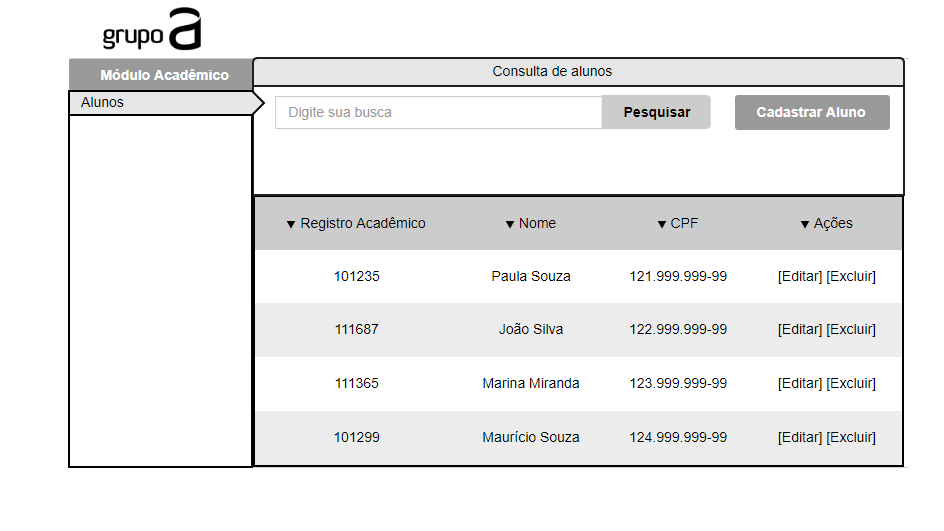 grupo a
Módulo Acadêmico
Consulta de alunos
Alunos
Digite sua busca
Pesquisar
Cadastrar Aluno
▼ Registro Acadêmico ▼ Nome ▼ CPF ▼ Ações
101235 Paula Souza 121.999.999-99 [Editar] [Excluir]
111687 João Silva 122.999.999-99 [Editar] [Excluir]
111365 Marina Miranda 123.999.999-99 [Editar] [Excluir]
101299 Maurício Souza 124.999.999-99 [Editar] [Excluir]